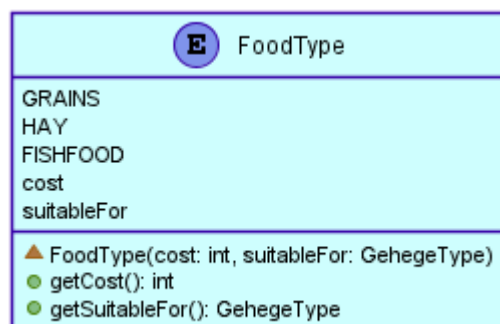 E FoodType
GRAINS
HAY
FISHFOOD
cost
suitableFor
FoodType(cost: int, suitableFor: GehegeType)
getCost(): int
getSuitableFor(): GehegeType